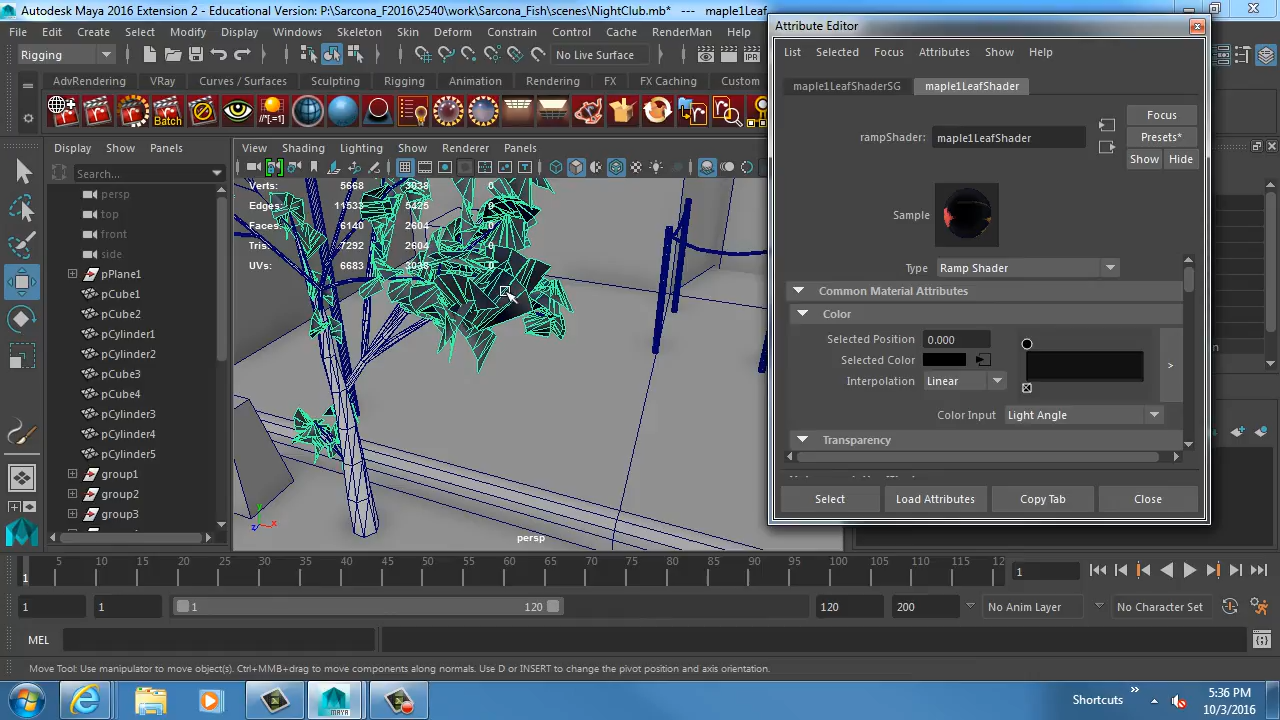 Autodesk Maya 2016 Extension 2 - Educational Version: P:\Sarcona_F2016\2540\work\Sarcona_Fish\scenes\NightClub.mb* --- maple1Leaf
File Edit Create Select Modify Display Windows Skeleton Skin Deform Constrain Control Cache RenderMan Help
Rigging
No Live Surface
AdvRendering VRay Curves / Surfaces Sculpting Rigging Animation Rendering FX FX Caching Custom
Batch
//*[.=]
Display Show Panels
View Shading Lighting Show Renderer Panels
Search...
persp
top
front
side
pPlane1
pCube1
pCube2
pCylinder1
pCylinder2
pCube3
pCube4
pCylinder3
pCylinder4
pCylinder5
group1
group2
group3
Verts: 5668 3038 0
Edges: 11533 5425 0
Faces: 6140 2604 0
Tris: 7292 2604 0
UVs: 6683 3038 0
persp
Attribute Editor
List Selected Focus Attributes Show Help
maple1LeafShaderSG maple1LeafShader
Focus
rampShader: maple1LeafShader
Presets*
Show Hide
Sample
Type Ramp Shader
Common Material Attributes
Color
Selected Position 0.000
Selected Color
>
Interpolation Linear
Color Input Light Angle
Transparency
Select Load Attributes Copy Tab Close
5 10 15 20 25 30 35 40 45 50 55 60 65 70 75 80 85 90 95 100 105 110 115 12
1
1
1 1 1 120 120 200 No Anim Layer No Character Set
MEL
Move Tool: Use manipulator to move object(s). Ctrl+MMB+drag to move components along normals. Use D or INSERT to change the pivot position and axis orientation.
MAYA
Shortcuts
5:36 PM
10/3/2016